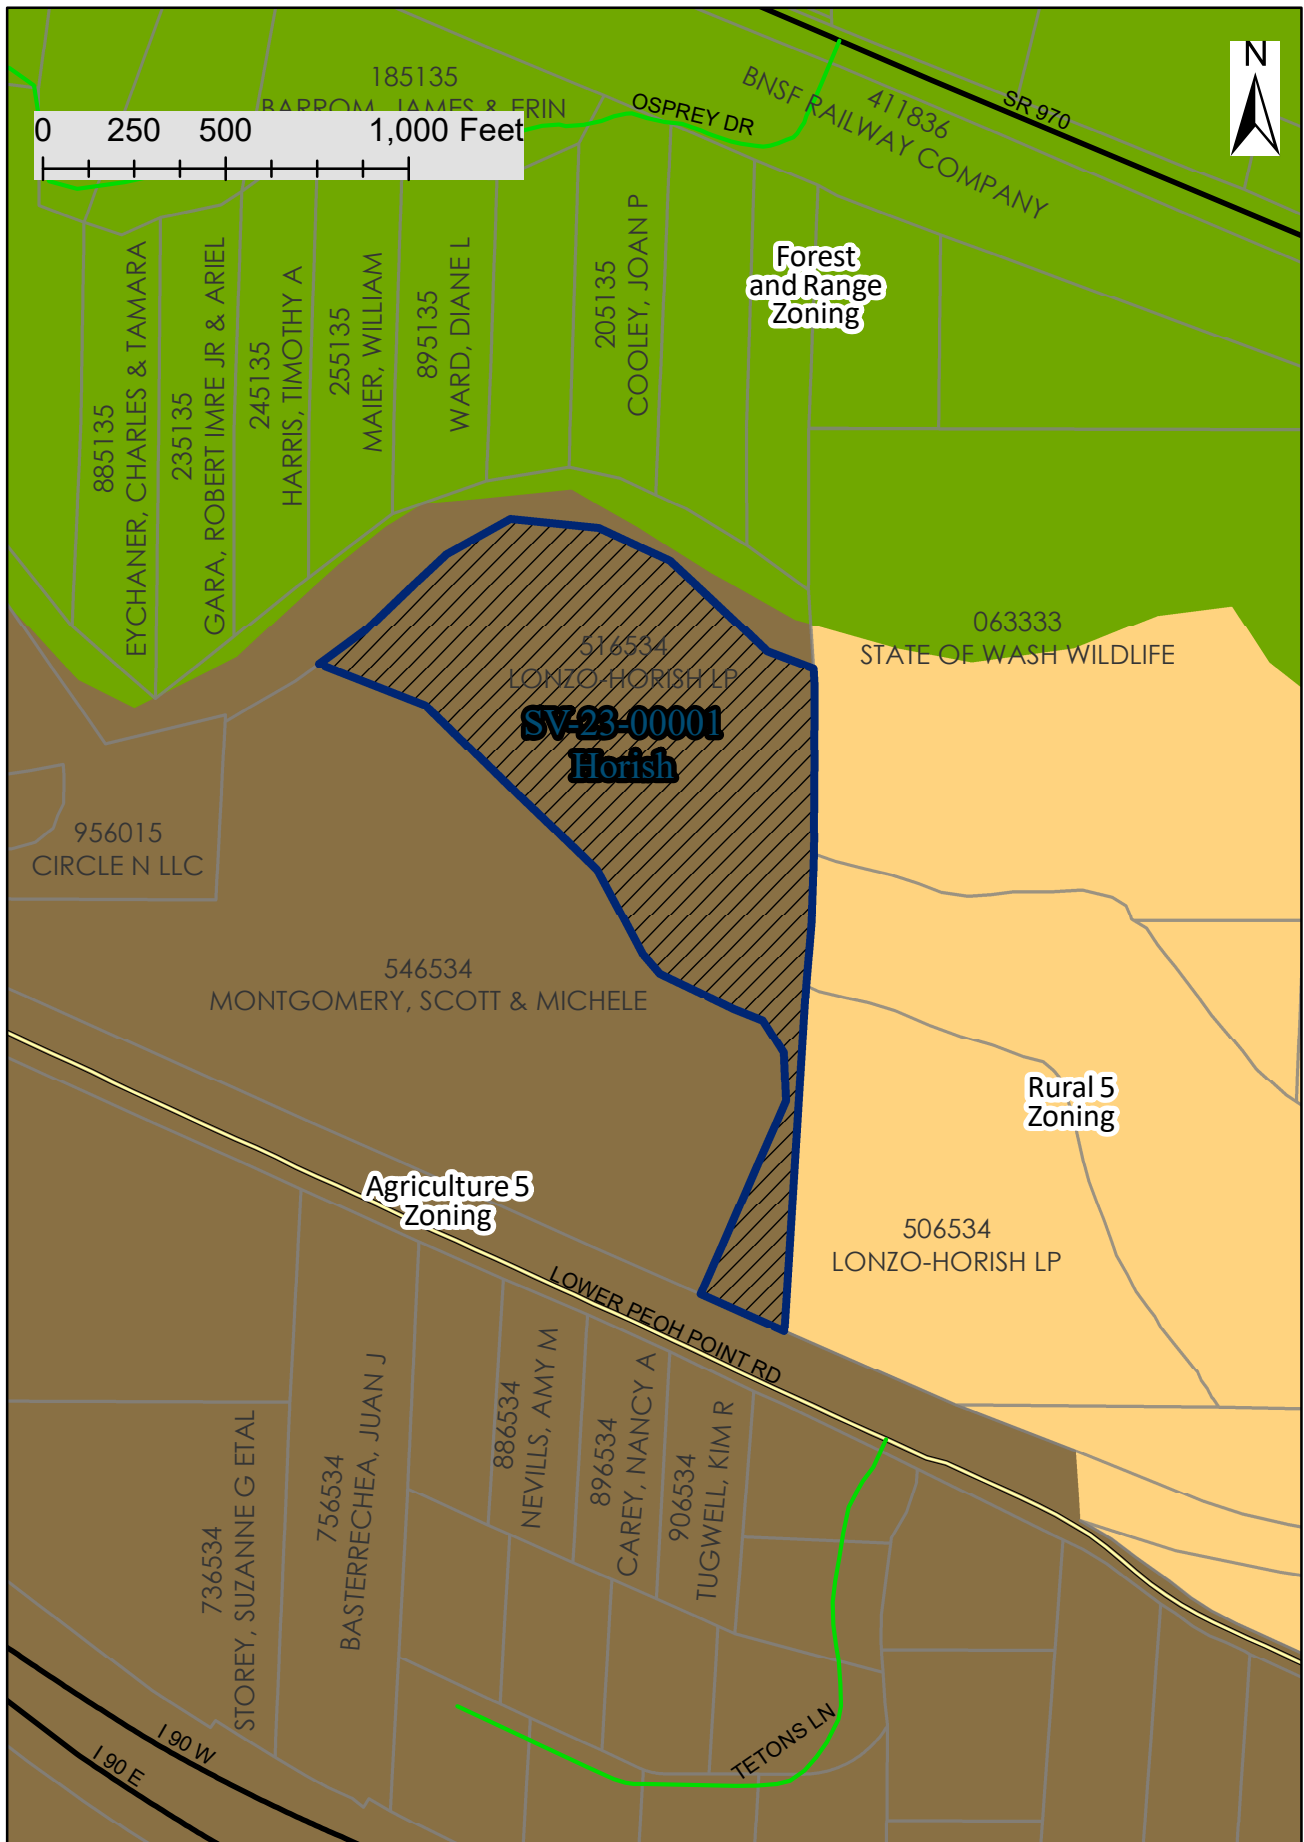 185135
BARROM, JAMES & ERIN
0 250 500 1,000 Feet
OSPREY DR
BNSF RAILWAY COMPANY
411836
SR 970
N
885135
EYCHANER, CHARLES & TAMARA
235135
GARA, ROBERT IMRE JR & ARIEL
245135
HARRIS, TIMOTHY A
255135
MAIER, WILLIAM
895135
WARD, DIANE L
205135
COOLEY, JOAN P
Forest
and Range
Zoning
063333
STATE OF WASH WILDLIFE
516534
LONZO-HORISH LP
SV-23-00001
Horish
956015
CIRCLE N LLC
546534
MONTGOMERY, SCOTT & MICHELE
Rural 5
Zoning
Agriculture 5
Zoning
506534
LONZO-HORISH LP
LOWER PEOH POINT RD
736534
STOREY, SUZANNE G ETAL
756534
BASTERRECHEA, JUAN J
886534
NEVILLS, AMY M
896534
CAREY, NANCY A
906534
TUGWELL, KIM R
TETONS LN
I 90 W
I 90 E